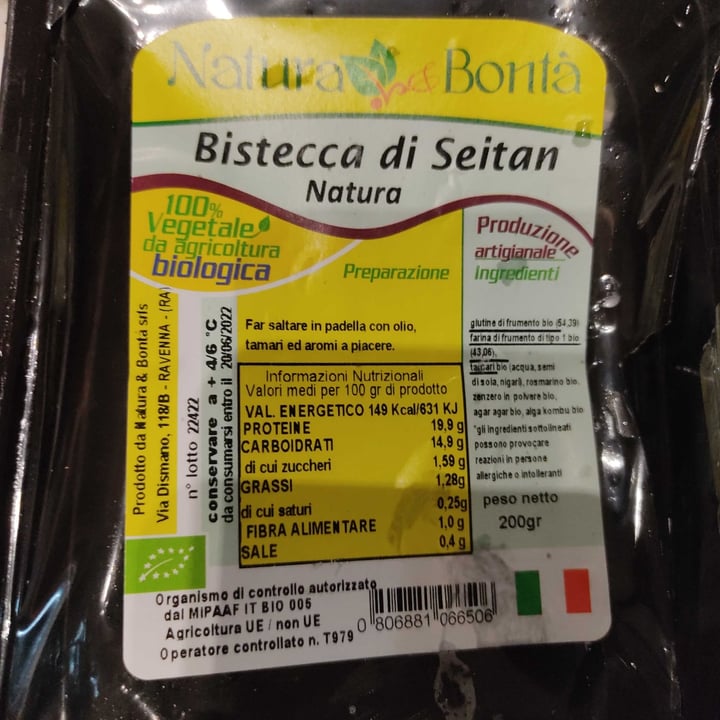 Natura & Bontà
Bistecca di Seitan
Natura
100%
Vegetale
da agricoltura
biologica
Preparazione
Far saltare in padella con olio,
tamari ed aromi a piacere.
Produzione
artigianale
Ingredienti
glutine di frumento bio (54,39)
farina di frumento di tipo 1 bio
(43,06),
tamari bio (acqua, semi
di soia, nigari), rosmarino bio,
zenzero in polvere bio,
agar agar bio, alga kombu bio
*gli ingredienti sottolineati
possono provocare
reazioni in persone
allergiche o intolleranti
peso netto
200gr
Informazioni Nutrizionali
Valori medi per 100 gr di prodotto
VAL. ENERGETICO 149 Kcal/631 KJ
PROTEINE 19,9 g
CARBOIDRATI 14,9 g
di cui zuccheri 1,59 g
GRASSI 1,28g
di cui saturi 0,25g
FIBRA ALIMENTARE 1,0 g
SALE 0,4 g
Prodotto da Natura & Bontà srls
Via Dismano, 118/B - RAVENNA - (RA)
n° lotto 22422
conservare a + 4/6 °C
da consumarsi entro il 20/06/2022
Organismo di controllo autorizzato
dal MiPAAF IT BIO 005
Agricoltura UE / non UE
Operatore controllato n. T979
0 806881 066506